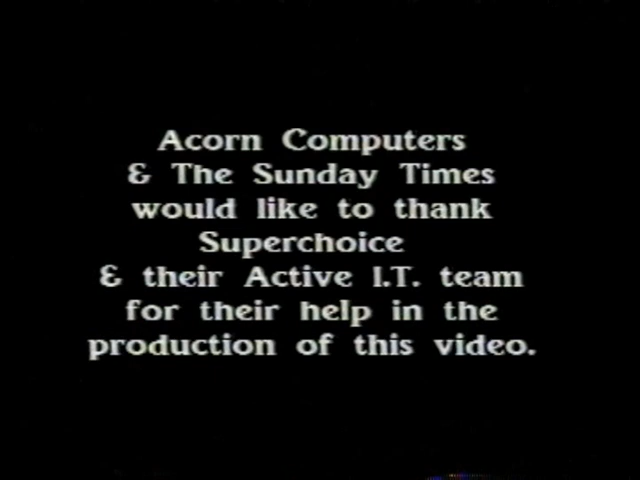 Acorn Computers
& The Sunday Times
would like to thank
Superchoice
& their Active I.T. team
for their help in the
production of this video.